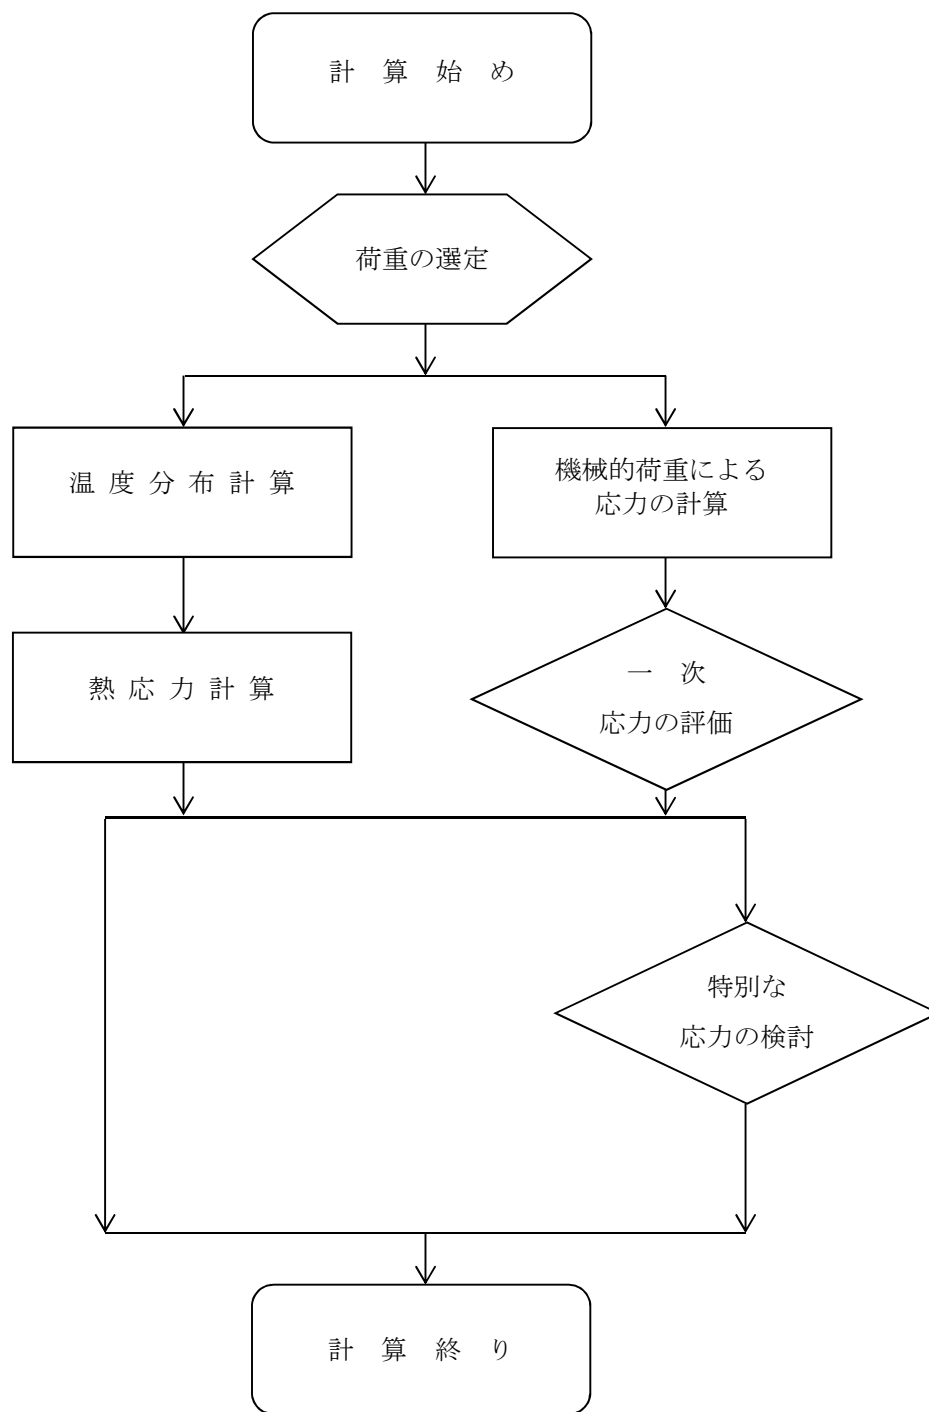 計 算 始 め
荷重の選定
温 度 分 布 計 算
機械的荷重による
応力の計算
熱 応 力 計 算
一 次
応力の評価
特別な
応力の検討
計 算 終 り